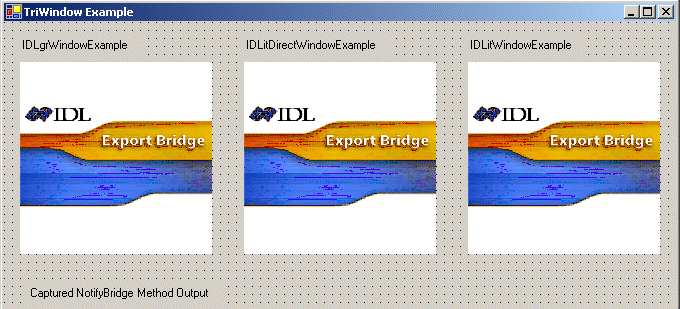 TriWindow Example
IDLgrWindowExample
IDLitDirectWindowExample
IDLitWindowExample
IDL
Export Bridge
IDL
Export Bridge
IDL
Export Bridge
Captured NotifyBridge Method Output